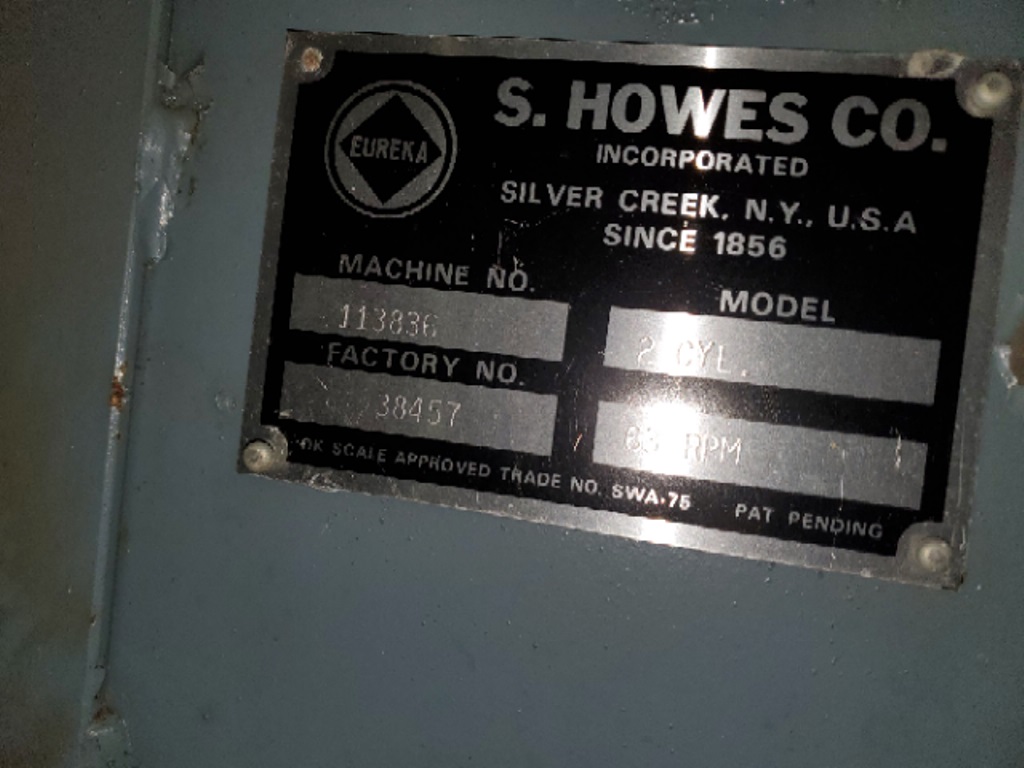 EUREKA
S. HOWES CO.
INCORPORATED
SILVER CREEK, N.Y., U.S.A
SINCE 1856
MACHINE NO.
113836
MODEL
2 CYL.
FACTORY NO.
38457
RPM
SCALE APPROVED TRADE NO. SWA-75 PAT PENDING